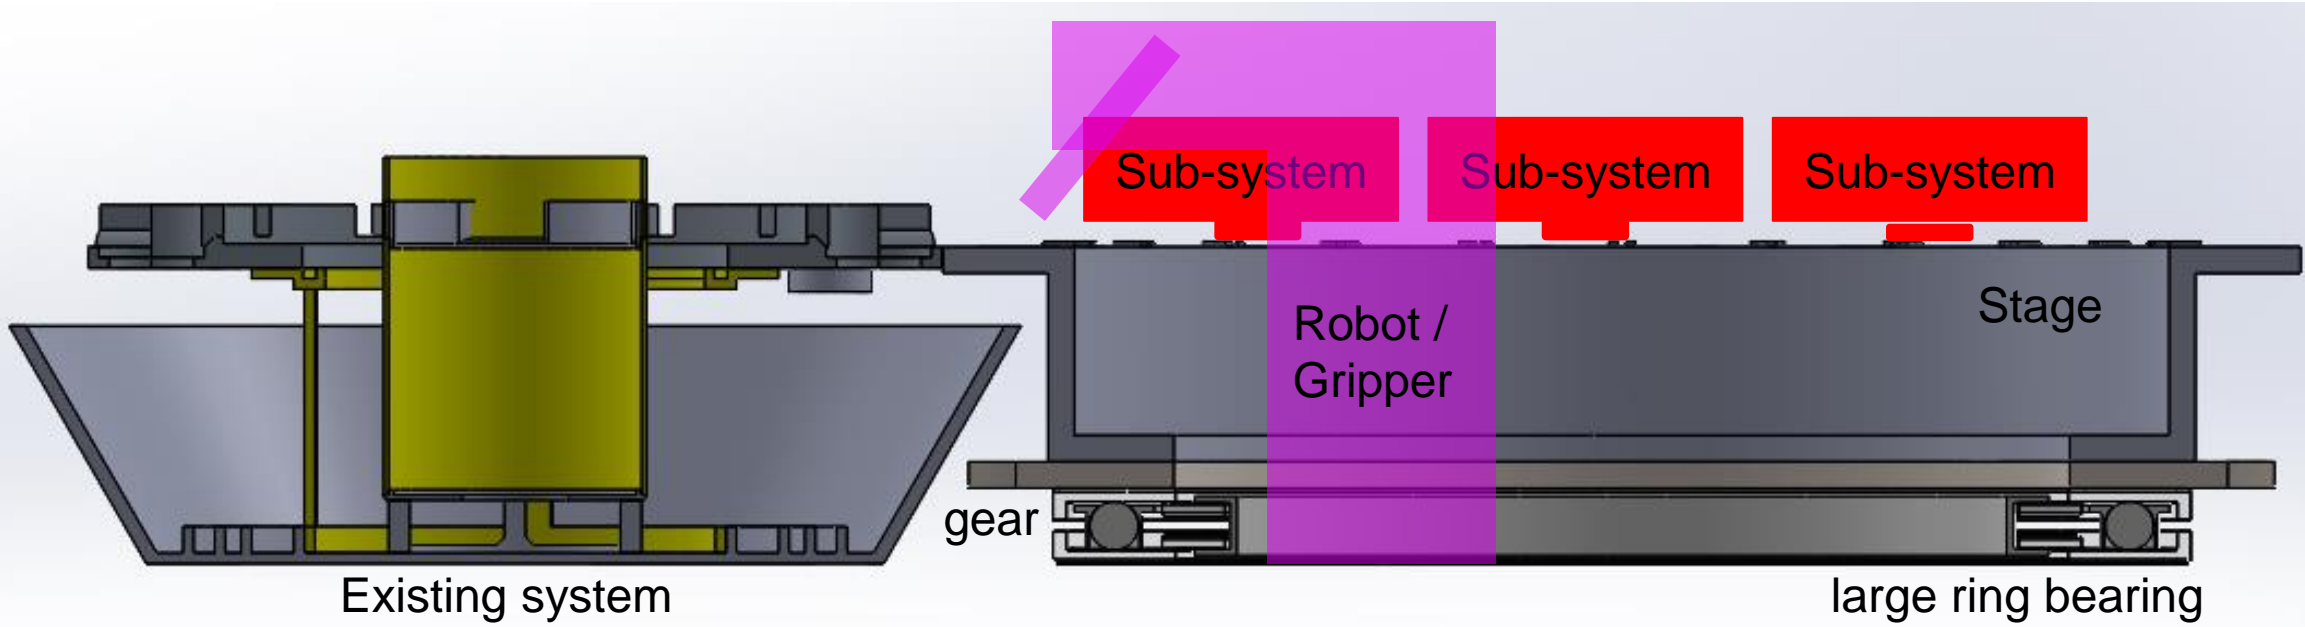 Sub-system
Sub-system
Sub-system
Stage
Robot /
Gripper
gear
Existing system
large ring bearing